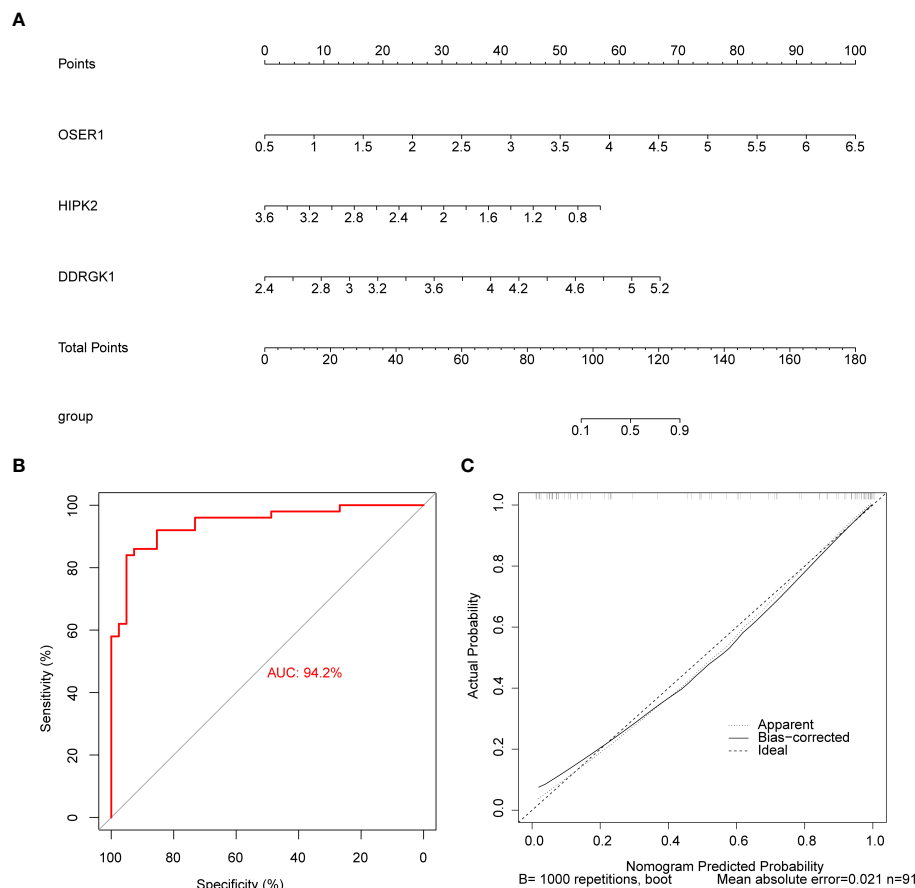 A
Points
0 10 20 30 40 50 60 70 80 90 100
OSER1
0.5 1 1.5 2 2.5 3 3.5 4 4.5 5 5.5 6 6.5
HIPK2
3.6 3.2 2.8 2.4 2 1.6 1.2 0.8
DDRGK1
2.4 2.8 3 3.2 3.6 4 4.2 4.6 5 5.2
Total Points
0 20 40 60 80 100 120 140 160 180
group
0.1 0.5 0.9
B
Sensitivity (%)
0 20 40 60 80 100
AUC: 94.2%
100 80 60 40 20 0
Specificity (%)
C
Actual Probability
0.0 0.2 0.4 0.6 0.8 1.0
Apparent
Bias−corrected
Ideal
0.0 0.2 0.4 0.6 0.8 1.0
Nomogram Predicted Probability
B= 1000 repetitions, boot Mean absolute error=0.021 n=91